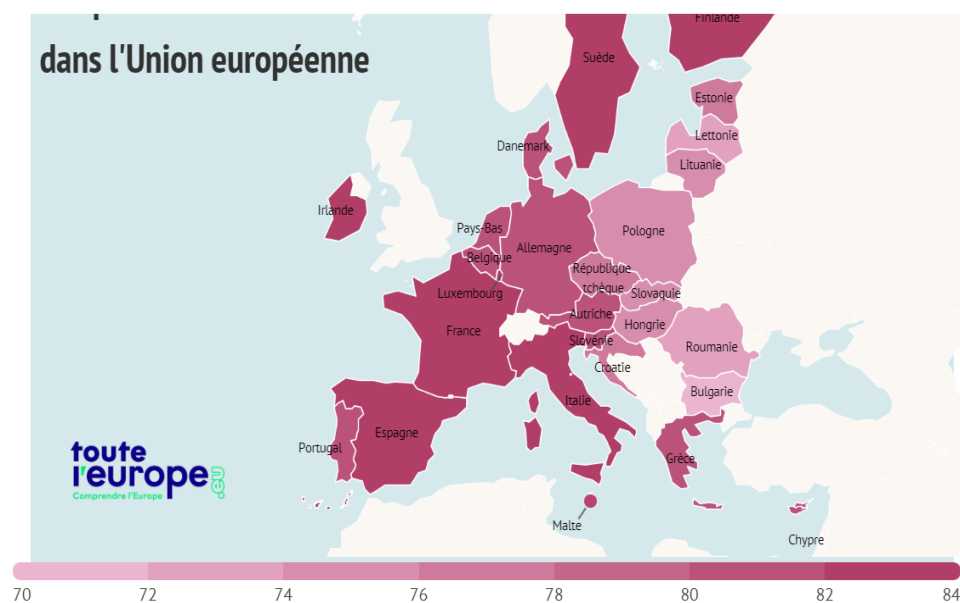 dans l'Union européenne
Finlande
Suède
Estonie
Lettonie
Danemark
Lituanie
Irlande
Pays-Bas
Pologne
Allemagne
Belgique
République
tchèque
Luxembourg
Slovaquie
Autriche
Hongrie
France
Slovénie
Roumanie
Croatie
Bulgarie
Italie
Espagne
Portugal
toute
l'europe.eu
Comprendre l'Europe
Grèce
Malte
Chypre
70 72 74 76 78 80 82 84